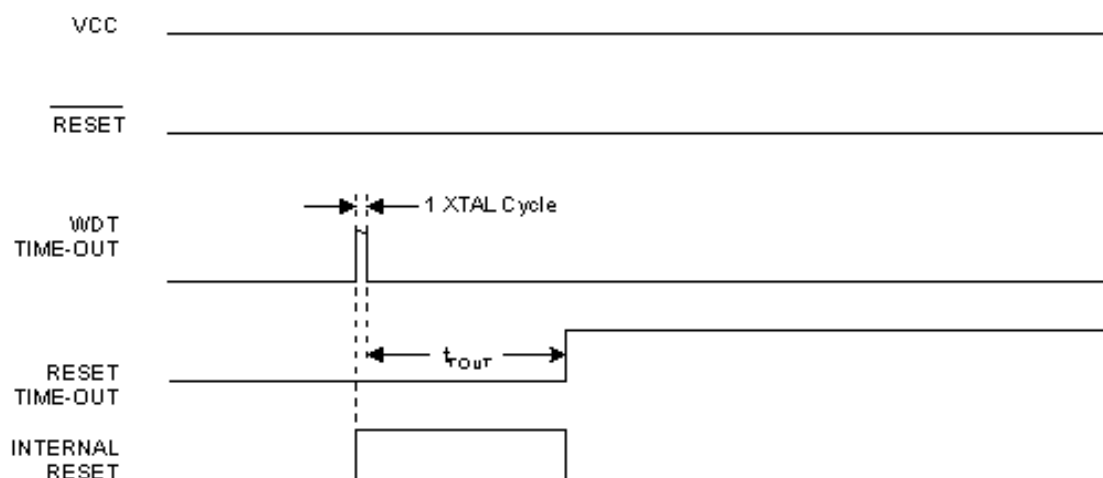 VCC
RESET
1 XTAL Cycle
WDT
TIME-OUT
tTOUT
RESET
TIME-OUT
INTERNAL
RESET